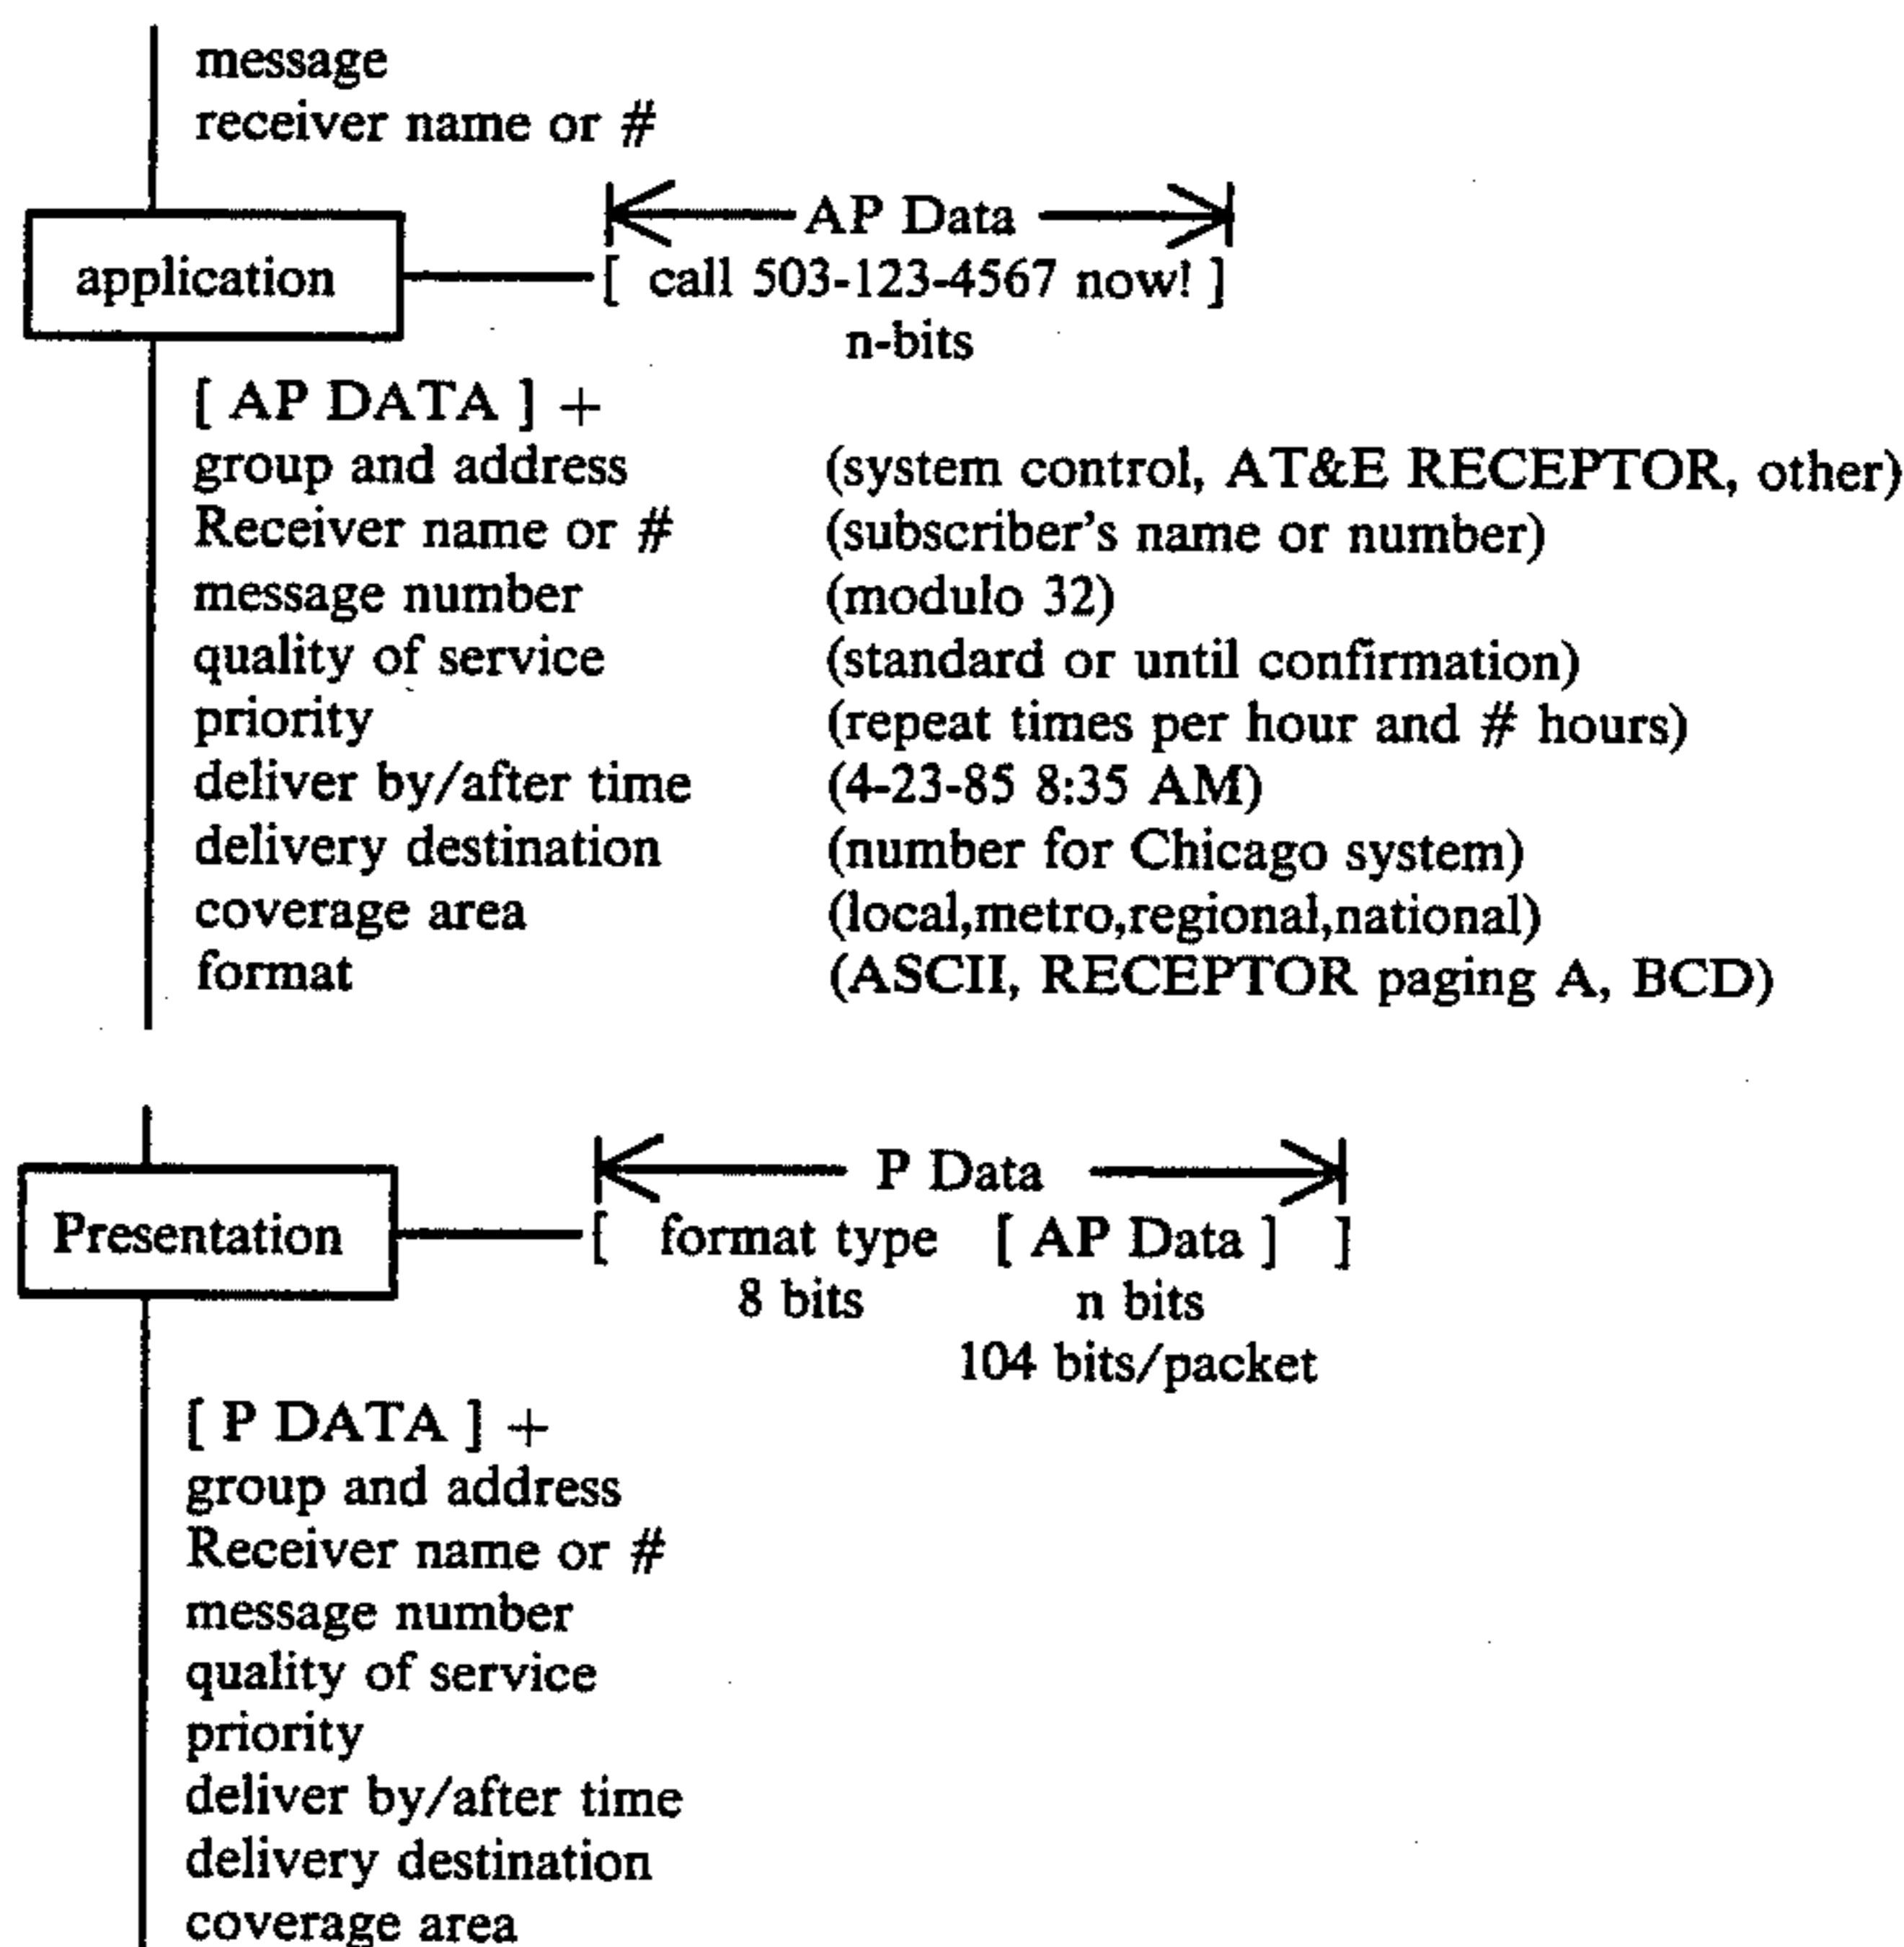 message
receiver name or #
AP Data
application
[ call 503-123-4567 now! ]
n-bits
[ AP DATA ] +
group and address (system control, AT&E RECEPTOR, other)
Receiver name or # (subscriber's name or number)
message number (modulo 32)
quality of service (standard or until confirmation)
priority (repeat times per hour and # hours)
deliver by/after time (4-23-85 8:35 AM)
delivery destination (number for Chicago system)
coverage area (local,metro,regional,national)
format (ASCII, RECEPTOR paging A, BCD)
P Data
Presentation
[ format type [ AP Data ] ]
8 bits n bits
104 bits/packet
[ P DATA ] +
group and address
Receiver name or #
message number
quality of service
priority
deliver by/after time
delivery destination
coverage area